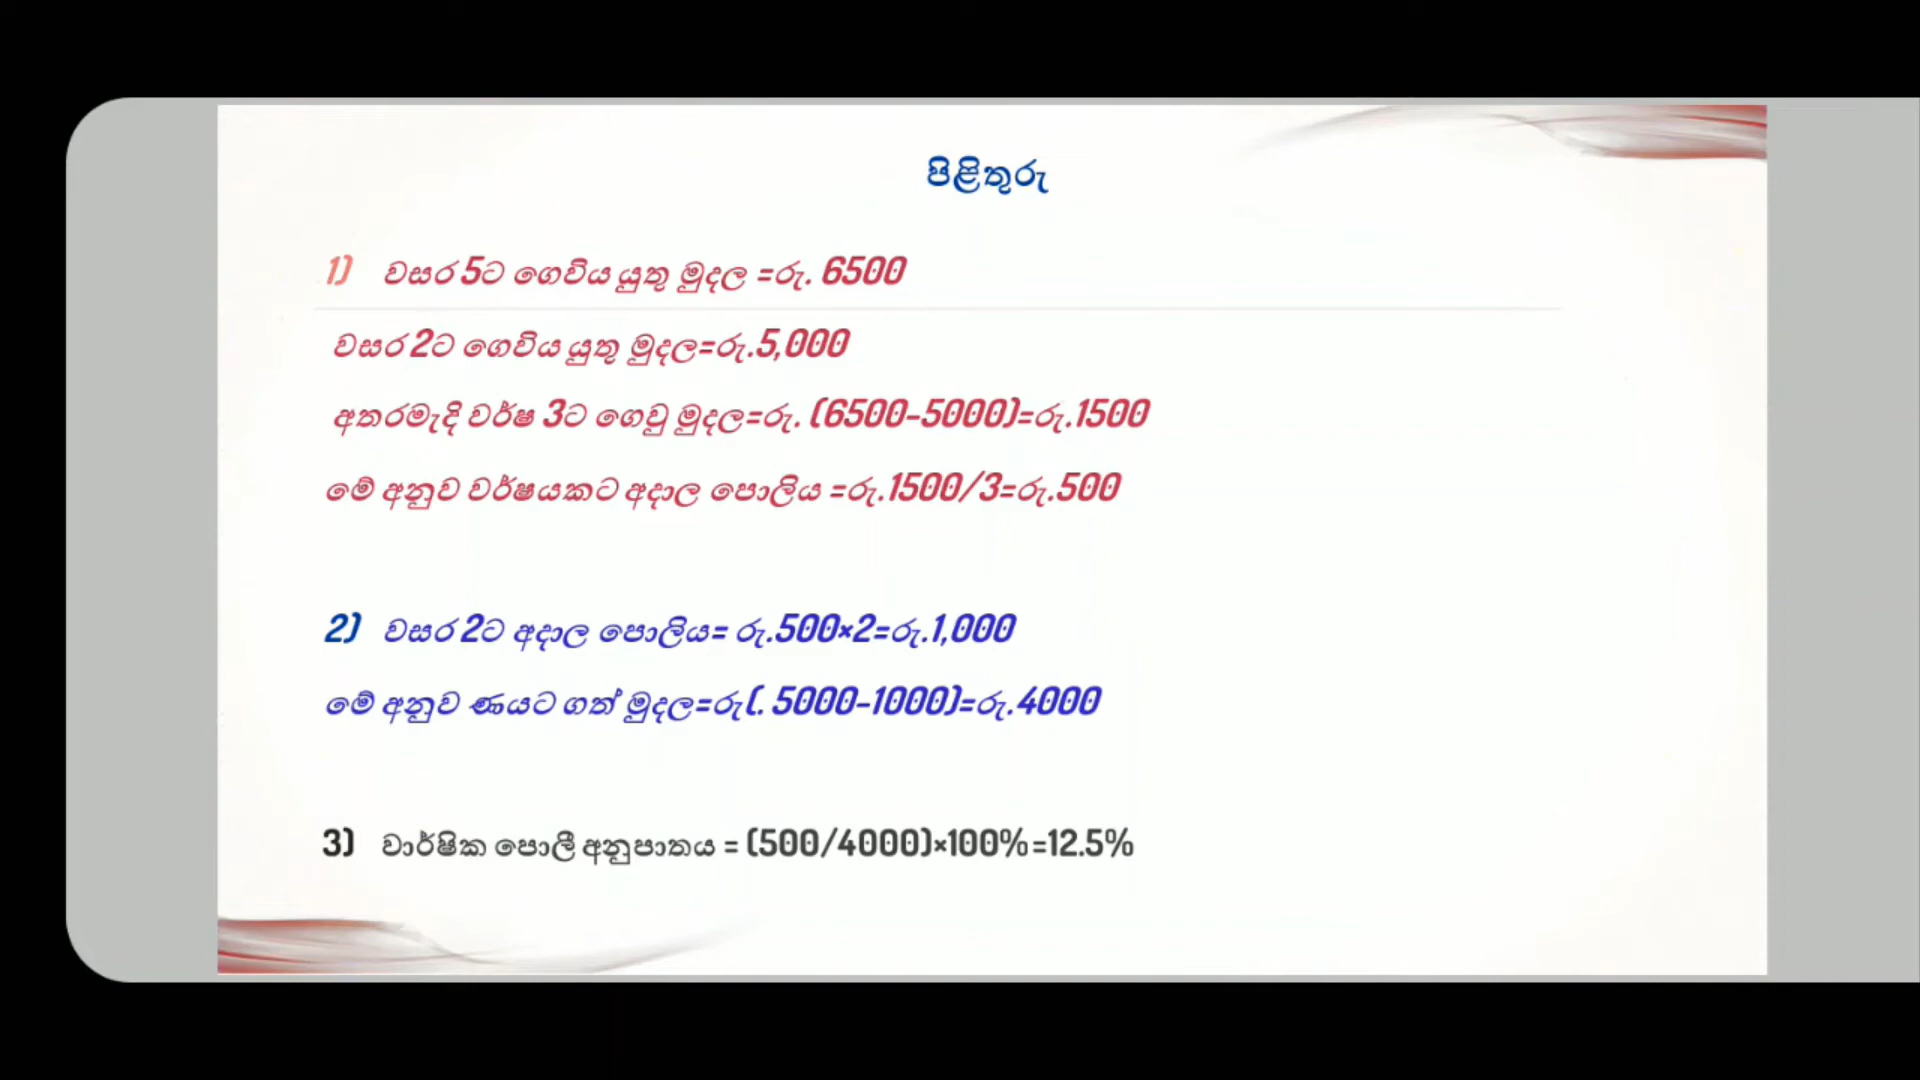 පිළිතුරු
1) වසර 5ට ගෙවිය යුතු මුදල =රු. 6500
වසර 2ට ගෙවිය යුතු මුදල=රු.5,000
අතරමැදි වර්ෂ 3ට ගෙවූ මුදල=රු. (6500-5000)=රු.1500
මේ අනුව වර්ෂයකට අදාල පොලිය =රු.1500/3=රු.500
2) වසර 2ට අදාල පොලිය= රු.500×2=රු.1,000
මේ අනුව ණයට ගත් මුදල=රු(. 5000-1000)=රු.4000
3) වාර්ෂික පොලී අනුපාතය = (500/4000)×100%=12.5%